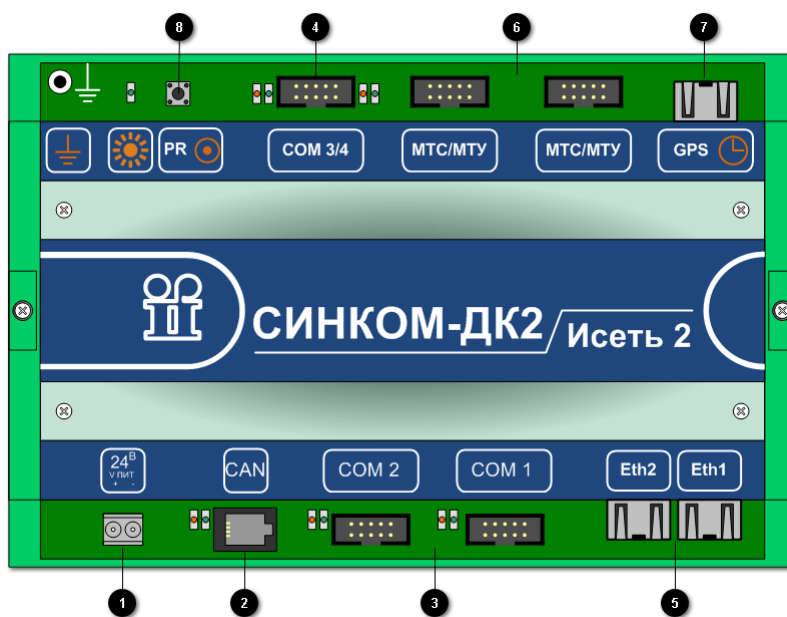 8 4 6 7
PR COM 3/4 МТС/МТУ МТС/МТУ GPS
СИНКОМ-ДК2 Исеть 2
24В CAN COM 2 COM 1 Eth2 Eth1
V ПИТ
+ -
1 2 3 5